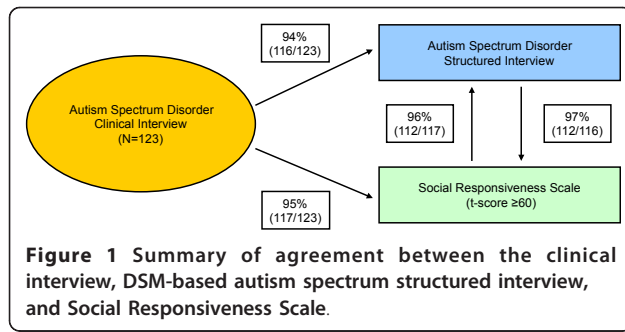 94%
(116/123)
Autism Spectrum Disorder
Structured Interview
Autism Spectrum Disorder
Clinical Interview
(N=123)
96%
(112/117)
97%
(112/116)
95%
(117/123)
Social Responsiveness Scale
(t-score ≥60)
Figure 1 Summary of agreement between the clinical
interview, DSM-based autism spectrum structured interview,
and Social Responsiveness Scale.